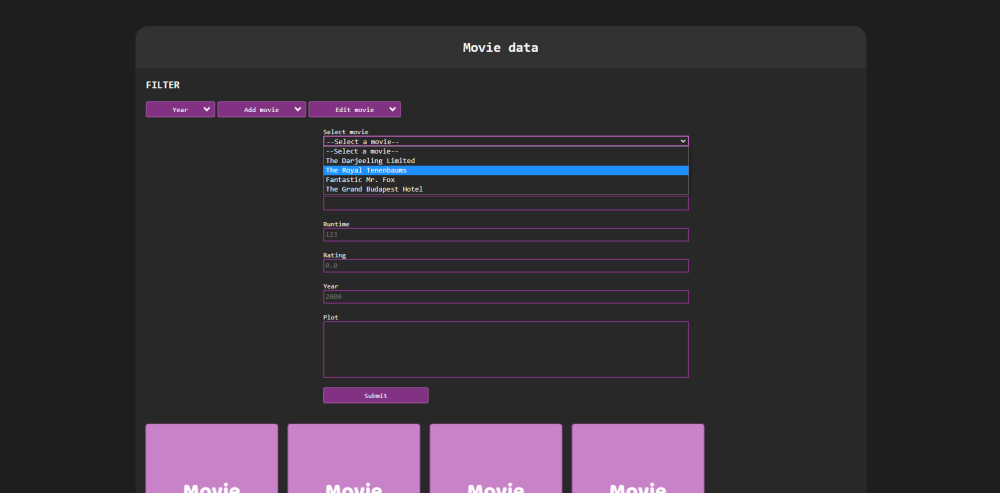 Movie data
FILTER
Year
Add movie
Edit movie
Select movie
--Select a movie--
--Select a movie--
The Darjeeling Limited
The Royal Tenenbaums
Fantastic Mr. Fox
The Grand Budapest Hotel
Runtime
123
Rating
0.0
Year
2000
Plot
Submit
Movie
Movie
Movie
Movie